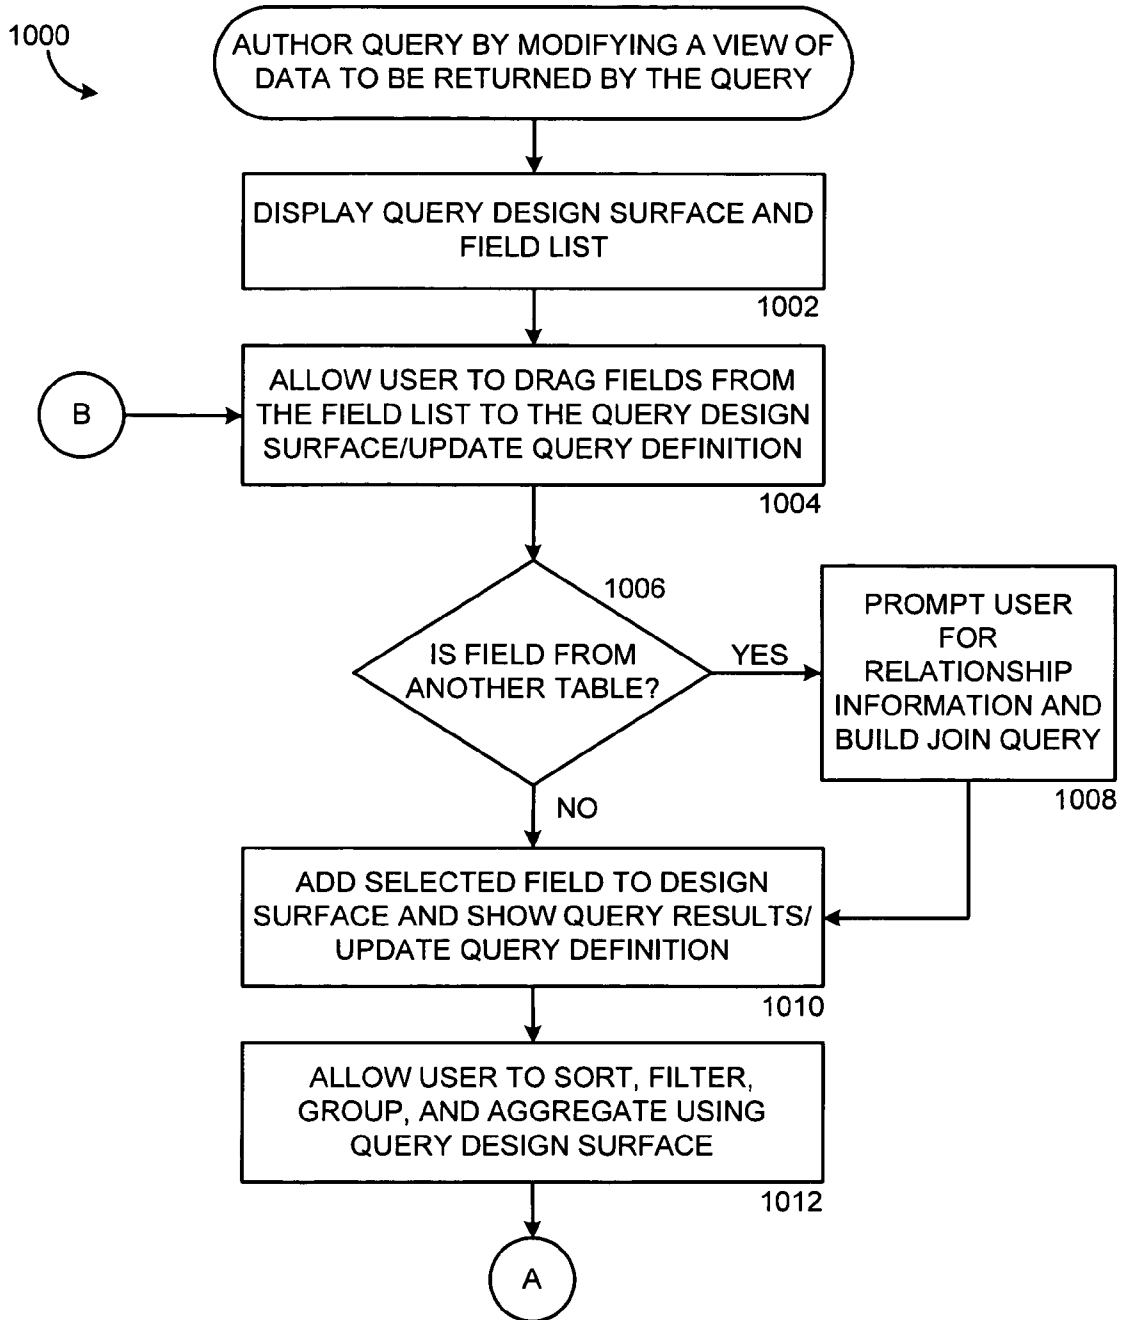 1000
AUTHOR QUERY BY MODIFYING A VIEW OF
DATA TO BE RETURNED BY THE QUERY
DISPLAY QUERY DESIGN SURFACE AND
FIELD LIST
1002
B
ALLOW USER TO DRAG FIELDS FROM
THE FIELD LIST TO THE QUERY DESIGN
SURFACE/UPDATE QUERY DEFINITION
1004
1006
IS FIELD FROM
ANOTHER TABLE?
YES
PROMPT USER
FOR
RELATIONSHIP
INFORMATION AND
BUILD JOIN QUERY
1008
NO
ADD SELECTED FIELD TO DESIGN
SURFACE AND SHOW QUERY RESULTS/
UPDATE QUERY DEFINITION
1010
ALLOW USER TO SORT, FILTER,
GROUP, AND AGGREGATE USING
QUERY DESIGN SURFACE
1012
A